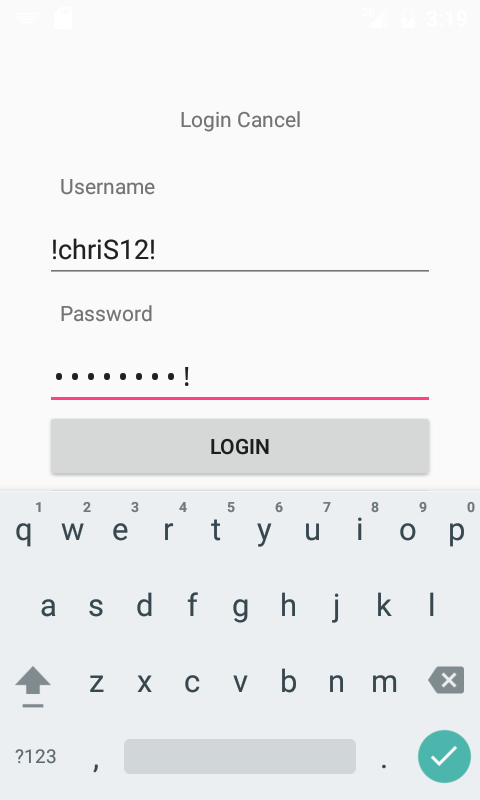 3:19
Login Cancel
Username
!chriS12!
Password
••••••••!
LOGIN
1 2 3 4 5 6 7 8 9 0
q w e r t y u i o p
a s d f g h j k l
z x c v b n m
?123 , .